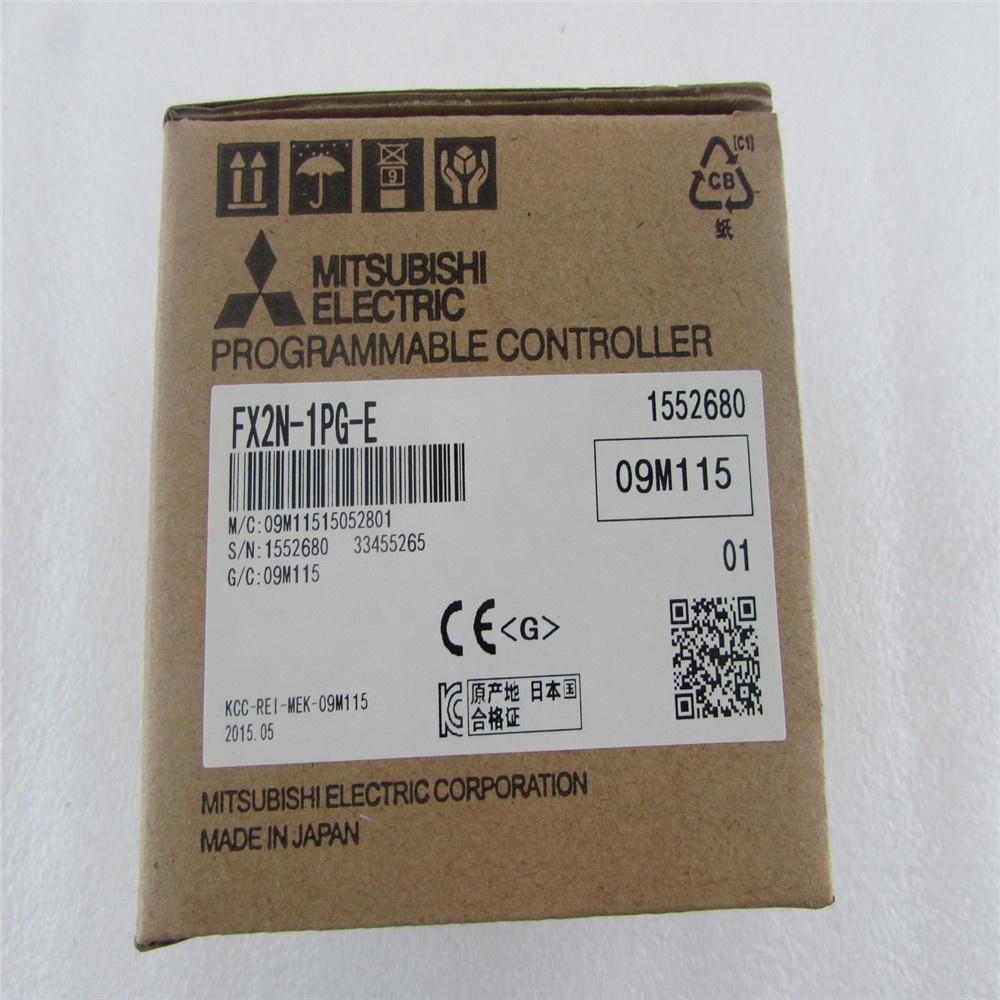 9
[C1]
CB
纸
MITSUBISHI
ELECTRIC
PROGRAMMABLE CONTROLLER
FX2N-1PG-E
1552680
09M115
M/C:09M11515052801
S/N:1552680 33455265
G/C:09M115
01
CE<G>
KC
原产地 日本国
合格证
KCC-REI-MEK-09M115
2015.05
MITSUBISHI ELECTRIC CORPORATION
MADE IN JAPAN